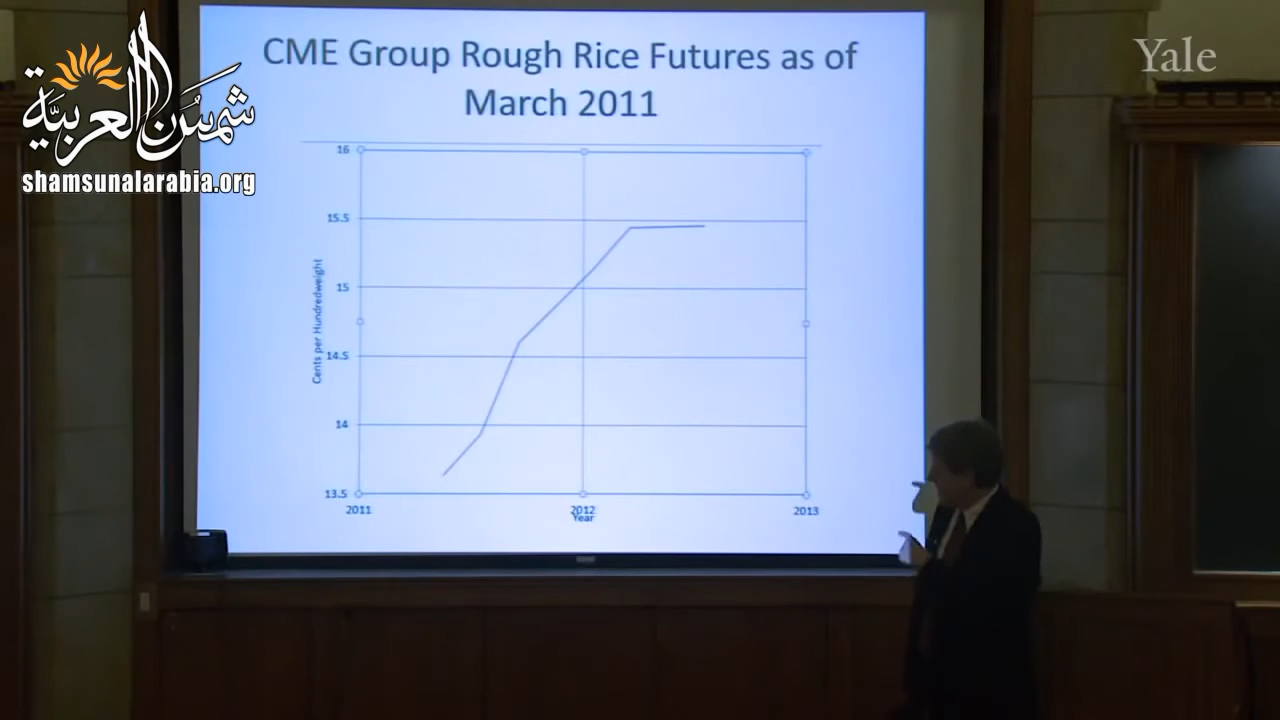 شمسُ العربيَّة
shamsunalarabia.org
Yale
CME Group Rough Rice Futures as of
March 2011
Cents per Hundredweight
16
15.5
15
14.5
14
13.5
2011
2012
2013
Year